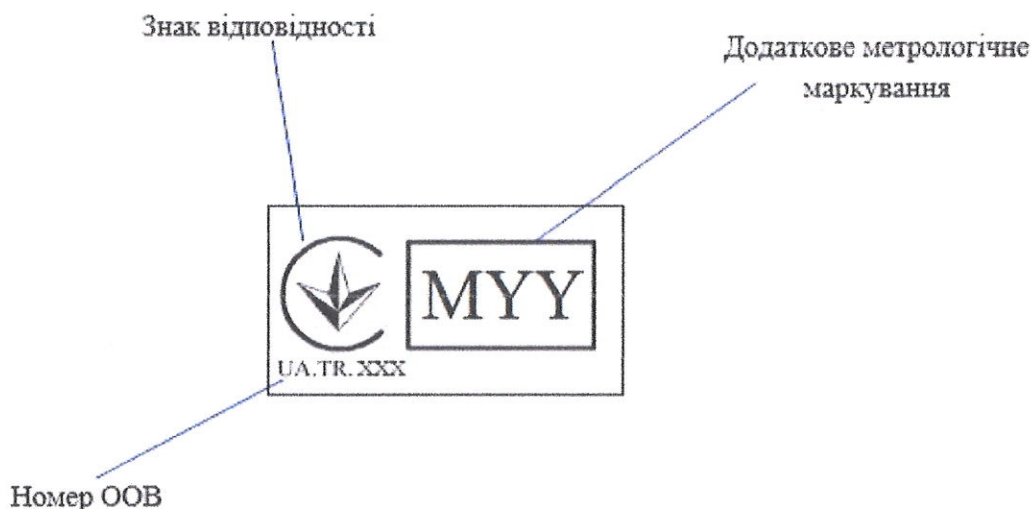 Знак відповідності
Додаткове метрологічне
маркування
MYY
UA.TR.XXX
Номер ООВ